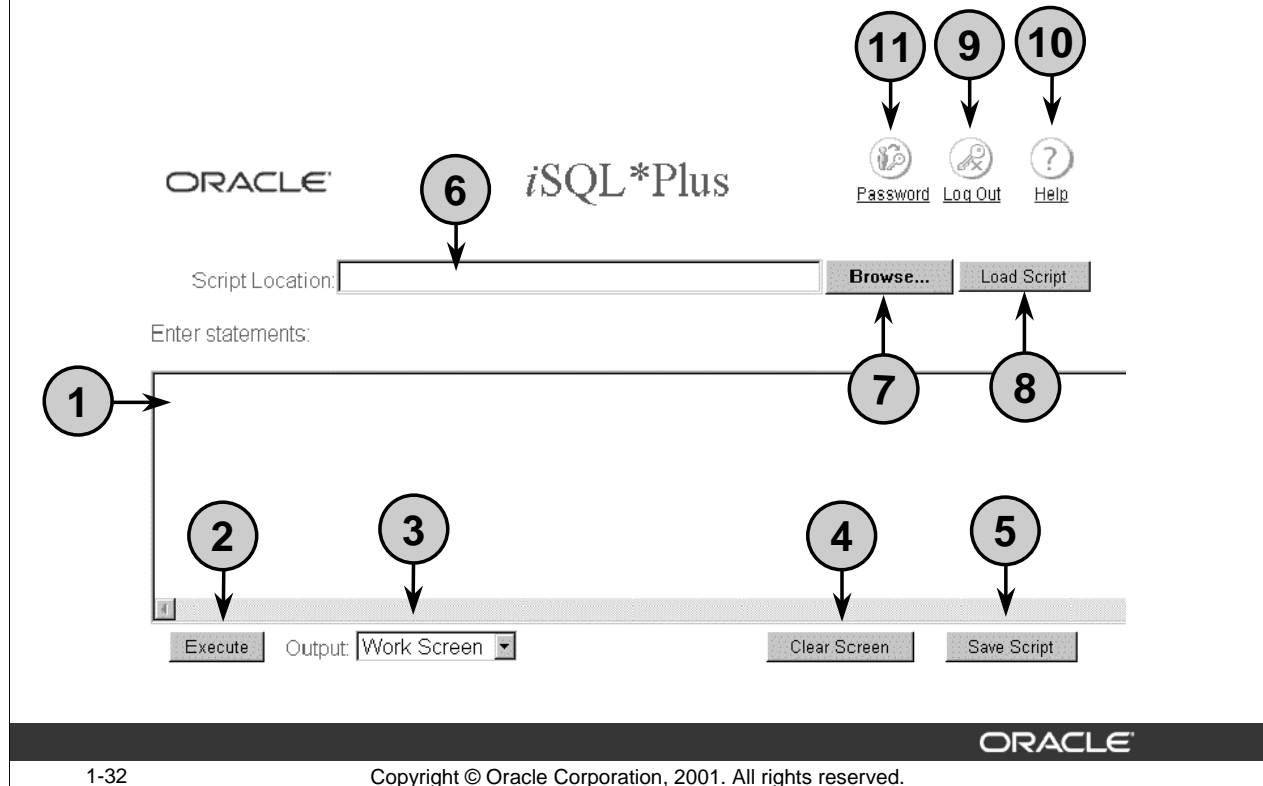 11 9 10
ORACLE
6
iSQL*Plus
Password Log Out Help
Script Location: Browse... Load Script
Enter statements:
1
7 8
2 3 4 5
Execute Output: Work Screen Clear Screen Save Script
ORACLE
1-32 Copyright © Oracle Corporation, 2001. All rights reserved.